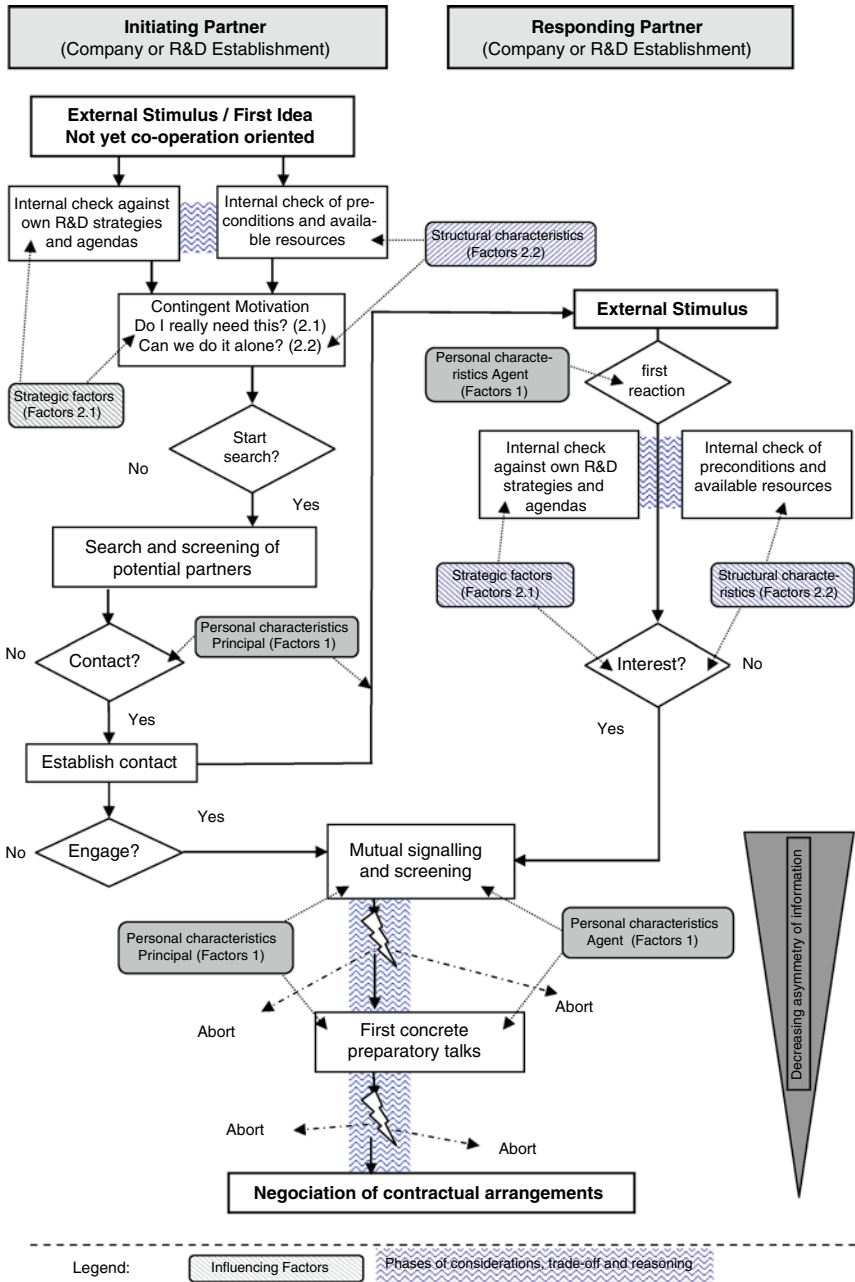 Initiating Partner
(Company or R&D Establishment)
Responding Partner
(Company or R&D Establishment)
External Stimulus / First Idea
Not yet co-operation oriented
Internal check against
own R&D strategies
and agendas
Internal check of pre-
conditions and availa-
ble resources
Structural characteristics
(Factors 2.2)
Contingent Motivation
Do I really need this? (2.1)
Can we do it alone? (2.2)
External Stimulus
Personal characte-
ristics Agent
(Factors 1)
first
reaction
Strategic factors
(Factors 2.1)
Start
search?
No
Yes
Internal check
against own R&D
strategies and
agendas
Internal check of
preconditions and
available resources
Search and screening of
potential partners
Strategic factors
(Factors 2.1)
Structural characte-
ristics (Factors 2.2)
Personal characteristics
Principal (Factors 1)
No
Contact?
Yes
Interest?
No
Yes
Establish contact
Yes
No
Engage?
Mutual signalling
and screening
Decreasing asymmetry of information
Personal characteristics
Principal (Factors 1)
Personal characteristics
Agent (Factors 1)
Abort
Abort
First concrete
preparatory talks
Abort
Abort
Negociation of contractual arrangements
Legend:
Influencing Factors
Phases of considerations, trade-off and reasoning